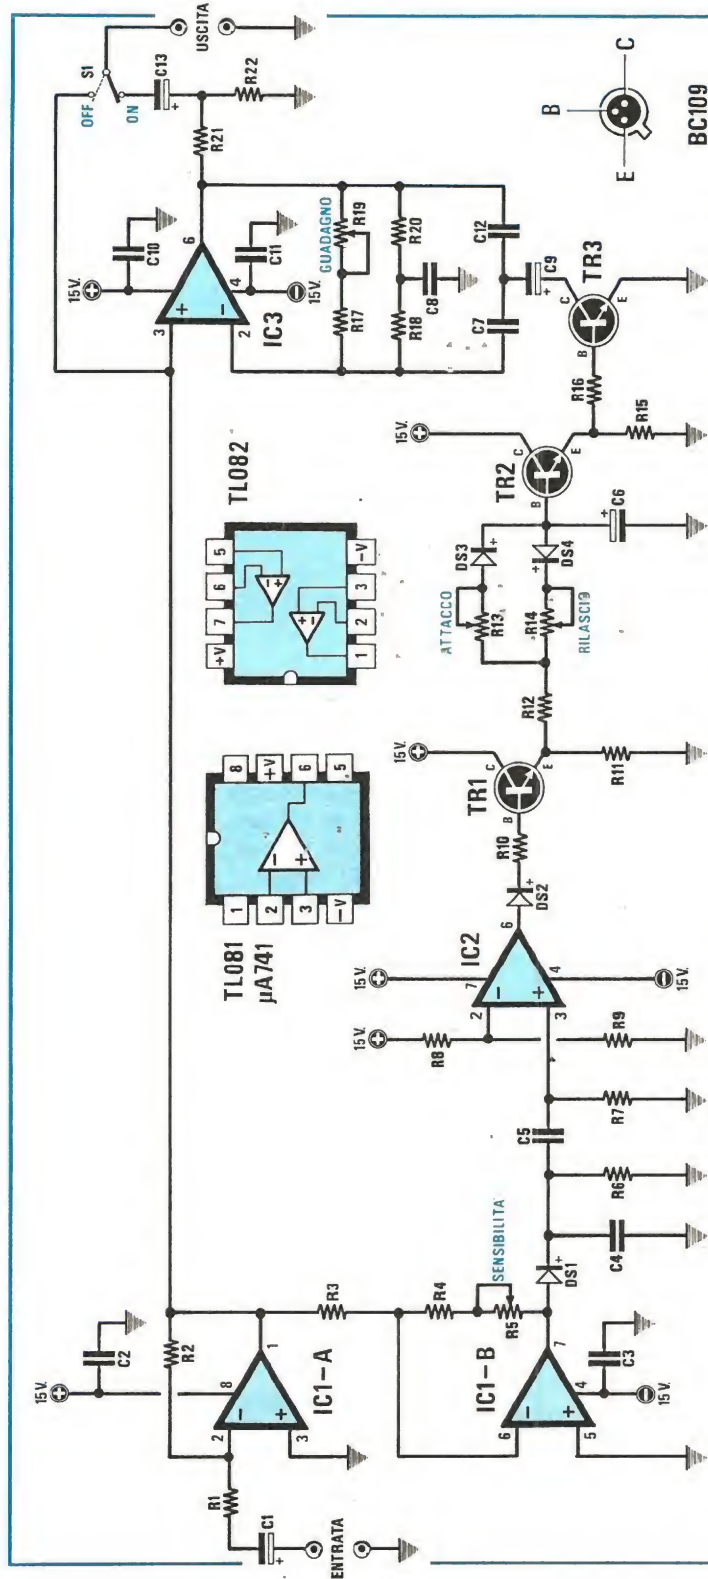 ENTRATA
C1
+
R1
R2
15V.
+
C2
2
3
-
+
8
1
IC1-A
R3
R4
R5
SENSIBILITÀ
6
5
-
+
7
4
IC1-B
C3
15V.
-
DS1
+
C4
R6
C5
R7
R8
R9
15V.
+
2
3
-
+
7
6
4
IC2
15V.
-
DS2
+
R10
B
C
E
TR1
15V.
+
R11
R12
ATTACCO
R13
R14
RILASCIO
DS3
+
DS4
+
C6
+
B
C
E
TR2
15V.
+
R15
R16
B
C
E
TR3
C9
+
C7
C12
R18
C8
R20
R17
GUADAGNO
R19
3
2
+
-
6
4
IC3
15V.
+
C10
C11
15V.
-
R21
R22
C13
+
OFF
ON
S1
USCITA
TL081
µA741
1
2
3
-V
8
+V
6
5
-
+
TL082
+V
7
6
5
1
2
3
-V
-
+
+
-
E
B
C
BC109